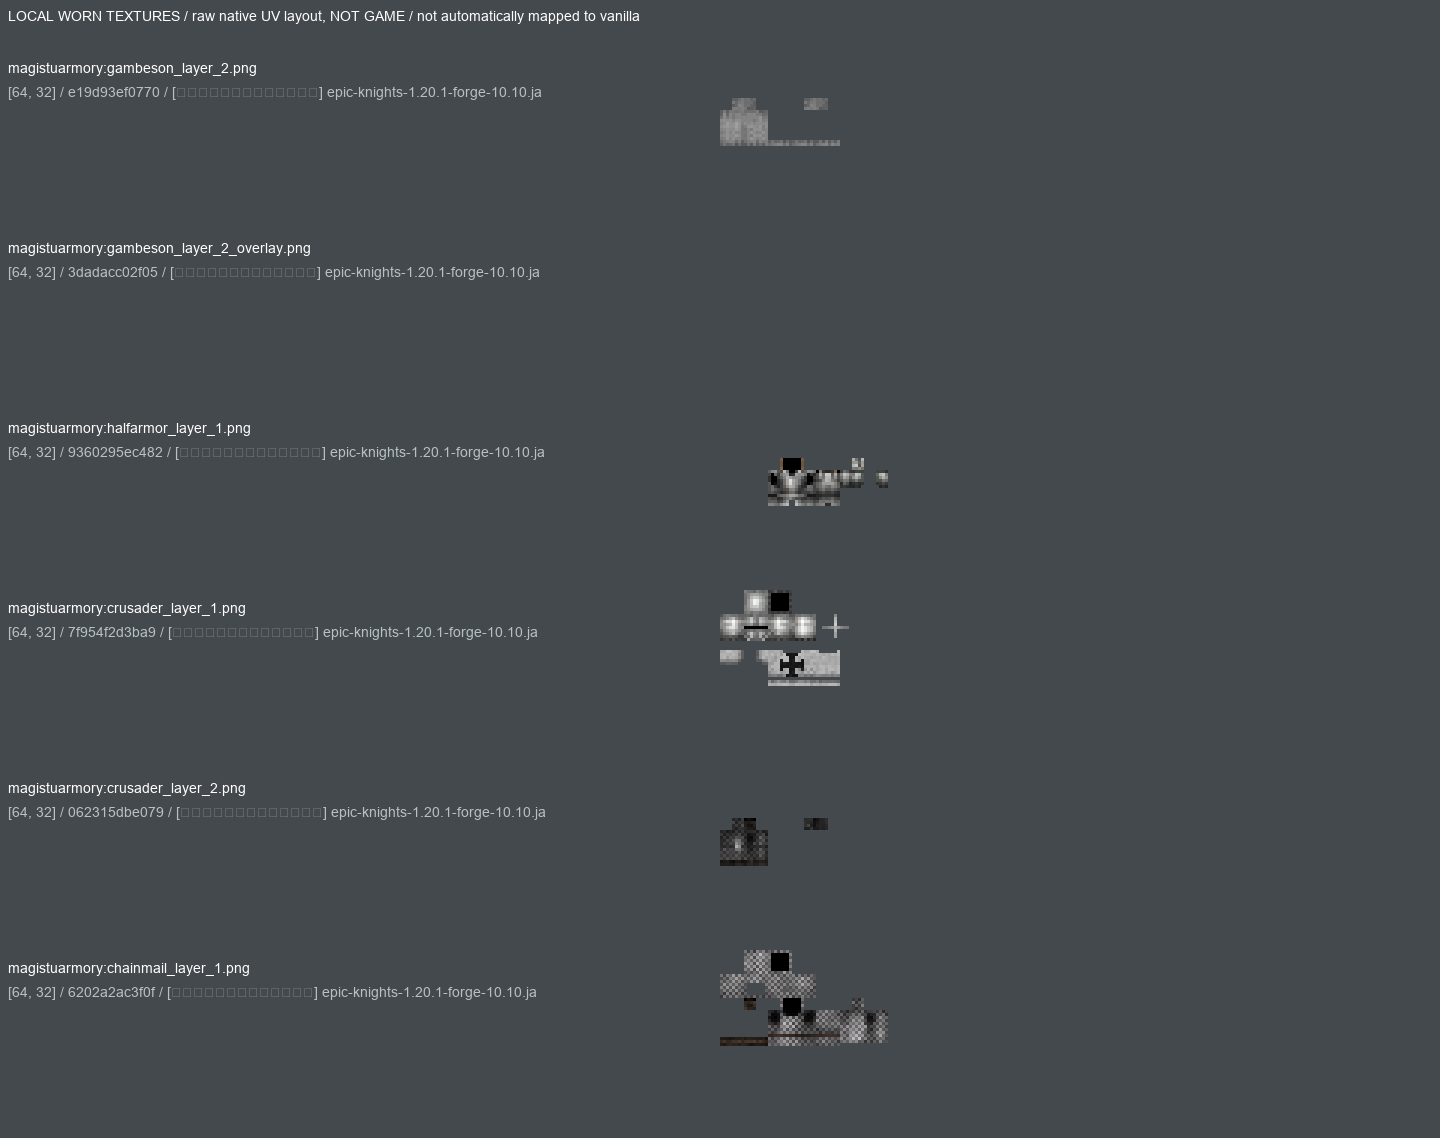 LOCAL WORN TEXTURES / raw native UV layout, NOT GAME / not automatically mapped to vanilla
magistuarmory:gambeson_layer_2.png
[64, 32] / e19d93ef0770 / [□□□□□□□□□□□□□] epic-knights-1.20.1-forge-10.10.ja
magistuarmory:gambeson_layer_2_overlay.png
[64, 32] / 3dadacc02f05 / [□□□□□□□□□□□□□] epic-knights-1.20.1-forge-10.10.ja
magistuarmory:halfarmor_layer_1.png
[64, 32] / 9360295ec482 / [□□□□□□□□□□□□□] epic-knights-1.20.1-forge-10.10.ja
magistuarmory:crusader_layer_1.png
[64, 32] / 7f954f2d3ba9 / [□□□□□□□□□□□□□] epic-knights-1.20.1-forge-10.10.ja
magistuarmory:crusader_layer_2.png
[64, 32] / 062315dbe079 / [□□□□□□□□□□□□□] epic-knights-1.20.1-forge-10.10.ja
magistuarmory:chainmail_layer_1.png
[64, 32] / 6202a2ac3f0f / [□□□□□□□□□□□□□] epic-knights-1.20.1-forge-10.10.ja